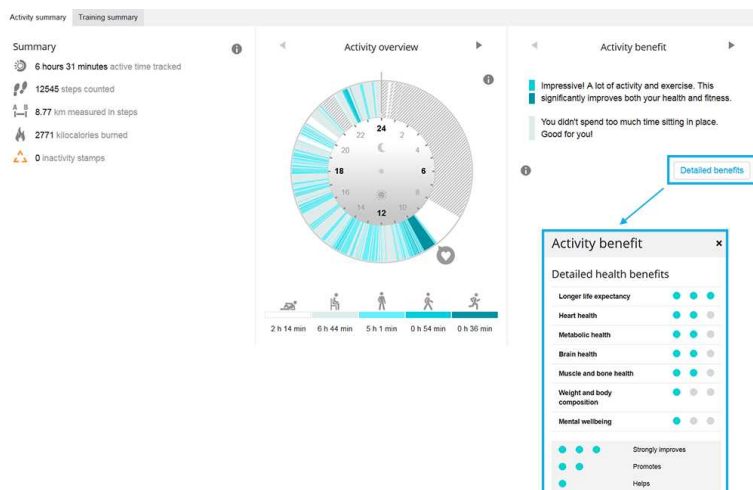 Activity summary
Training summary
Summary
6 hours 31 minutes active time tracked
12545 steps counted
A B
8.77 km measured in steps
2771 kilocalories burned
0 inactivity stamps
Activity overview
24
22
2
20
4
18
6
16
8
14
10
12
2 h 14 min
6 h 44 min
5 h 1 min
0 h 54 min
0 h 36 min
Activity benefit
Impressive! A lot of activity and exercise. This
significantly improves both your health and fitness.
You didn't spend too much time sitting in place.
Good for you!
Detailed benefits
Activity benefit
×
Detailed health benefits
Longer life expectancy
Heart health
Metabolic health
Brain health
Muscle and bone health
Weight and body
composition
Mental wellbeing
Strongly improves
Promotes
Helps